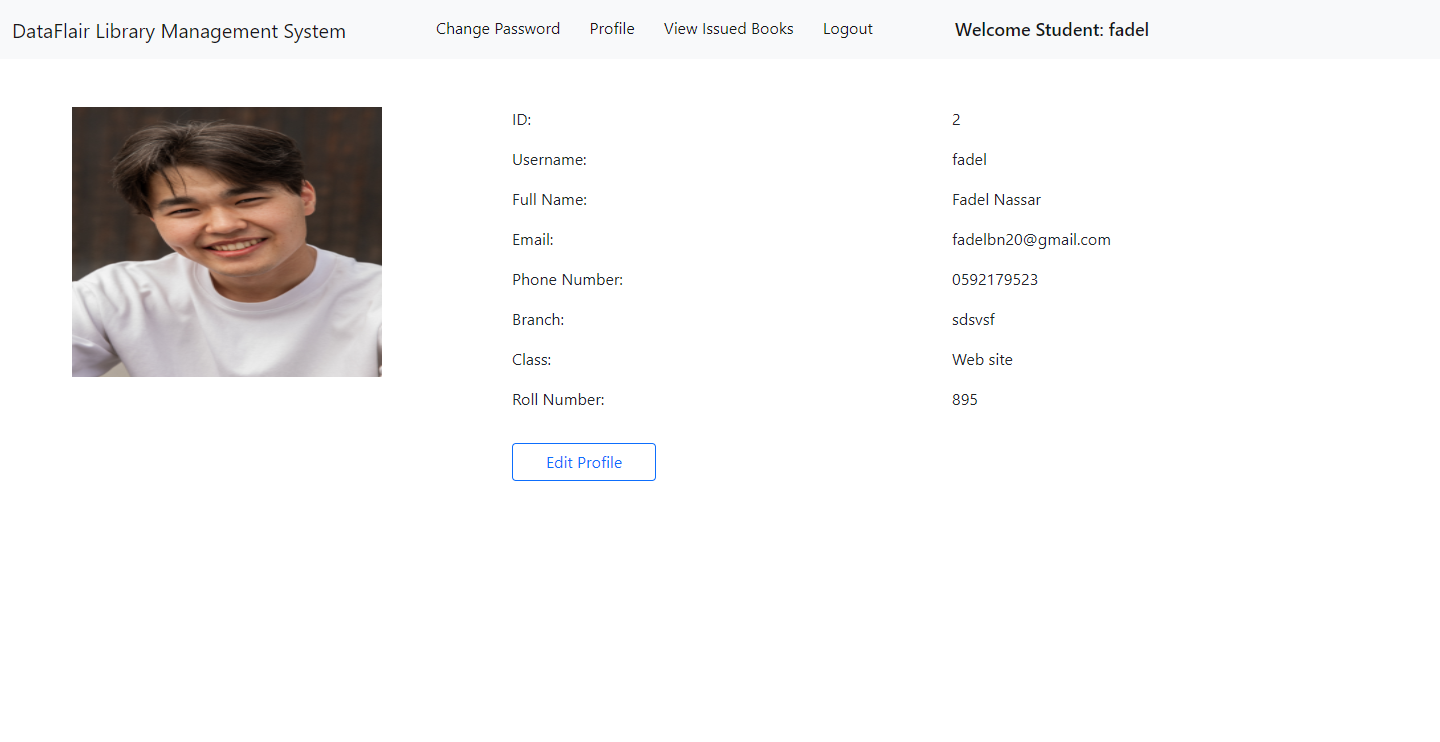 DataFlair Library Management System Change Password Profile View Issued Books Logout Welcome Student: fadel
ID: 2
Username: fadel
Full Name: Fadel Nassar
Email: fadelbn20@gmail.com
Phone Number: 0592179523
Branch: sdsvsf
Class: Web site
Roll Number: 895
Edit Profile